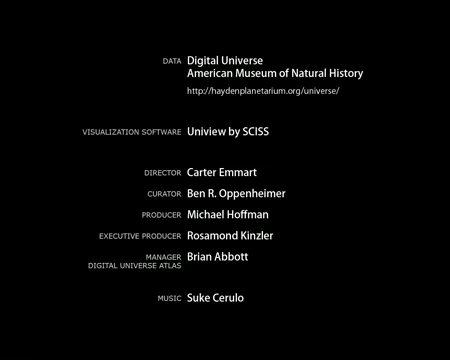 DATA Digital Universe
American Museum of Natural History
http://haydenplanetarium.org/universe/
VISUALIZATION SOFTWARE Uniview by SCISS
DIRECTOR Carter Emmart
CURATOR Ben R. Oppenheimer
PRODUCER Michael Hoffman
EXECUTIVE PRODUCER Rosamond Kinzler
MANAGER Brian Abbott
DIGITAL UNIVERSE ATLAS
MUSIC Suke Cerulo